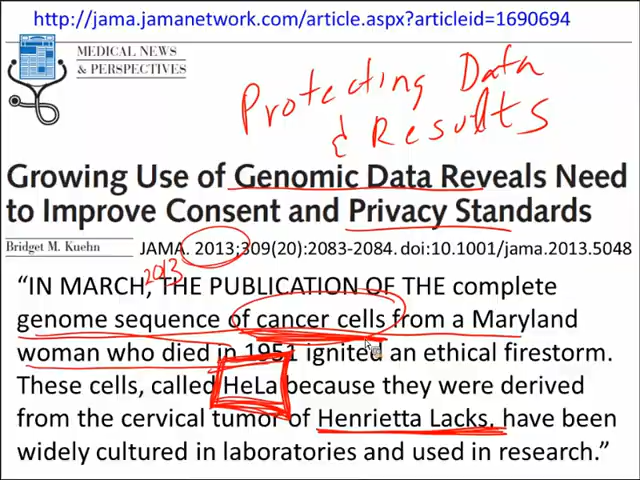 http://jama.jamanetwork.com/article.aspx?articleid=1690694
MEDICAL NEWS
& PERSPECTIVES
Protecting Data
& Results
Growing Use of Genomic Data Reveals Need
to Improve Consent and Privacy Standards
Bridget M. Kuehn
JAMA. 2013;309(20):2083-2084. doi:10.1001/jama.2013.5048
2013
“IN MARCH, THE PUBLICATION OF THE complete
genome sequence of cancer cells from a Maryland
woman who died in 1951 ignited an ethical firestorm.
These cells, called HeLa because they were derived
from the cervical tumor of Henrietta Lacks, have been
widely cultured in laboratories and used in research.”